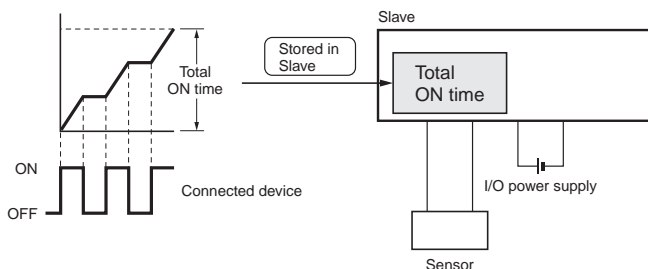 Slave
Total
ON time
Stored in
Slave
Total
ON time
ON
OFF
Connected device
I/O power supply
Sensor